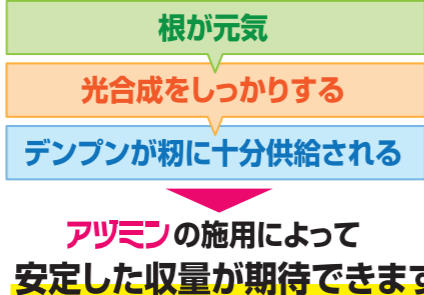 根が元気
光合成をしっかりする
デンプンが籾に十分供給される
アヅミンの施用によって
安定した収量が期待できます